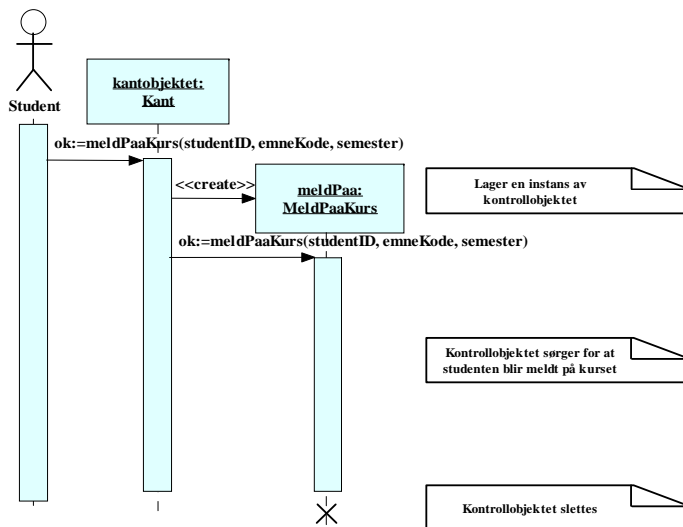 kantobjektet:
Kant
Student
ok:=meldPaaKurs(studentID, emneKode, semester)
<<create>>
meldPaa:
MeldPaaKurs
Lager en instans av
kontrollobjektet
ok:=meldPaaKurs(studentID, emneKode, semester)
Kontrollobjektet sørger for at
studenten blir meldt på kurset
Kontrollobjektet slettes